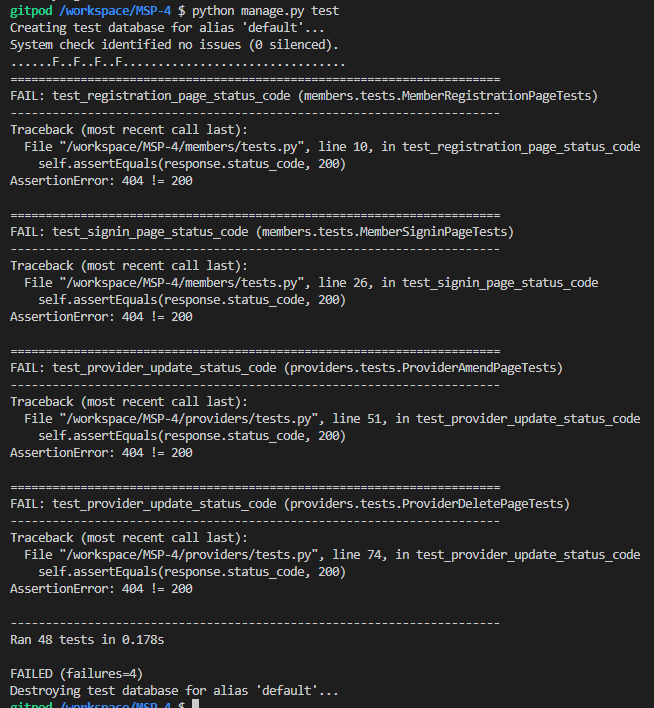 gitpod /workspace/MSP-4 $ python manage.py test
Creating test database for alias 'default'...
System check identified no issues (0 silenced).
......F..F..F..F................................
======================================================================
FAIL: test_registration_page_status_code (members.tests.MemberRegistrationPageTests)
----------------------------------------------------------------------
Traceback (most recent call last):
  File "/workspace/MSP-4/members/tests.py", line 10, in test_registration_page_status_code
    self.assertEquals(response.status_code, 200)
AssertionError: 404 != 200

======================================================================
FAIL: test_signin_page_status_code (members.tests.MemberSigninPageTests)
----------------------------------------------------------------------
Traceback (most recent call last):
  File "/workspace/MSP-4/members/tests.py", line 26, in test_signin_page_status_code
    self.assertEquals(response.status_code, 200)
AssertionError: 404 != 200

======================================================================
FAIL: test_provider_update_status_code (providers.tests.ProviderAmendPageTests)
----------------------------------------------------------------------
Traceback (most recent call last):
  File "/workspace/MSP-4/providers/tests.py", line 51, in test_provider_update_status_code
    self.assertEquals(response.status_code, 200)
AssertionError: 404 != 200

======================================================================
FAIL: test_provider_update_status_code (providers.tests.ProviderDeletePageTests)
----------------------------------------------------------------------
Traceback (most recent call last):
  File "/workspace/MSP-4/providers/tests.py", line 74, in test_provider_update_status_code
    self.assertEquals(response.status_code, 200)
AssertionError: 404 != 200

----------------------------------------------------------------------
Ran 48 tests in 0.178s

FAILED (failures=4)
Destroying test database for alias 'default'...
gitpod /workspace/MSP-4 $